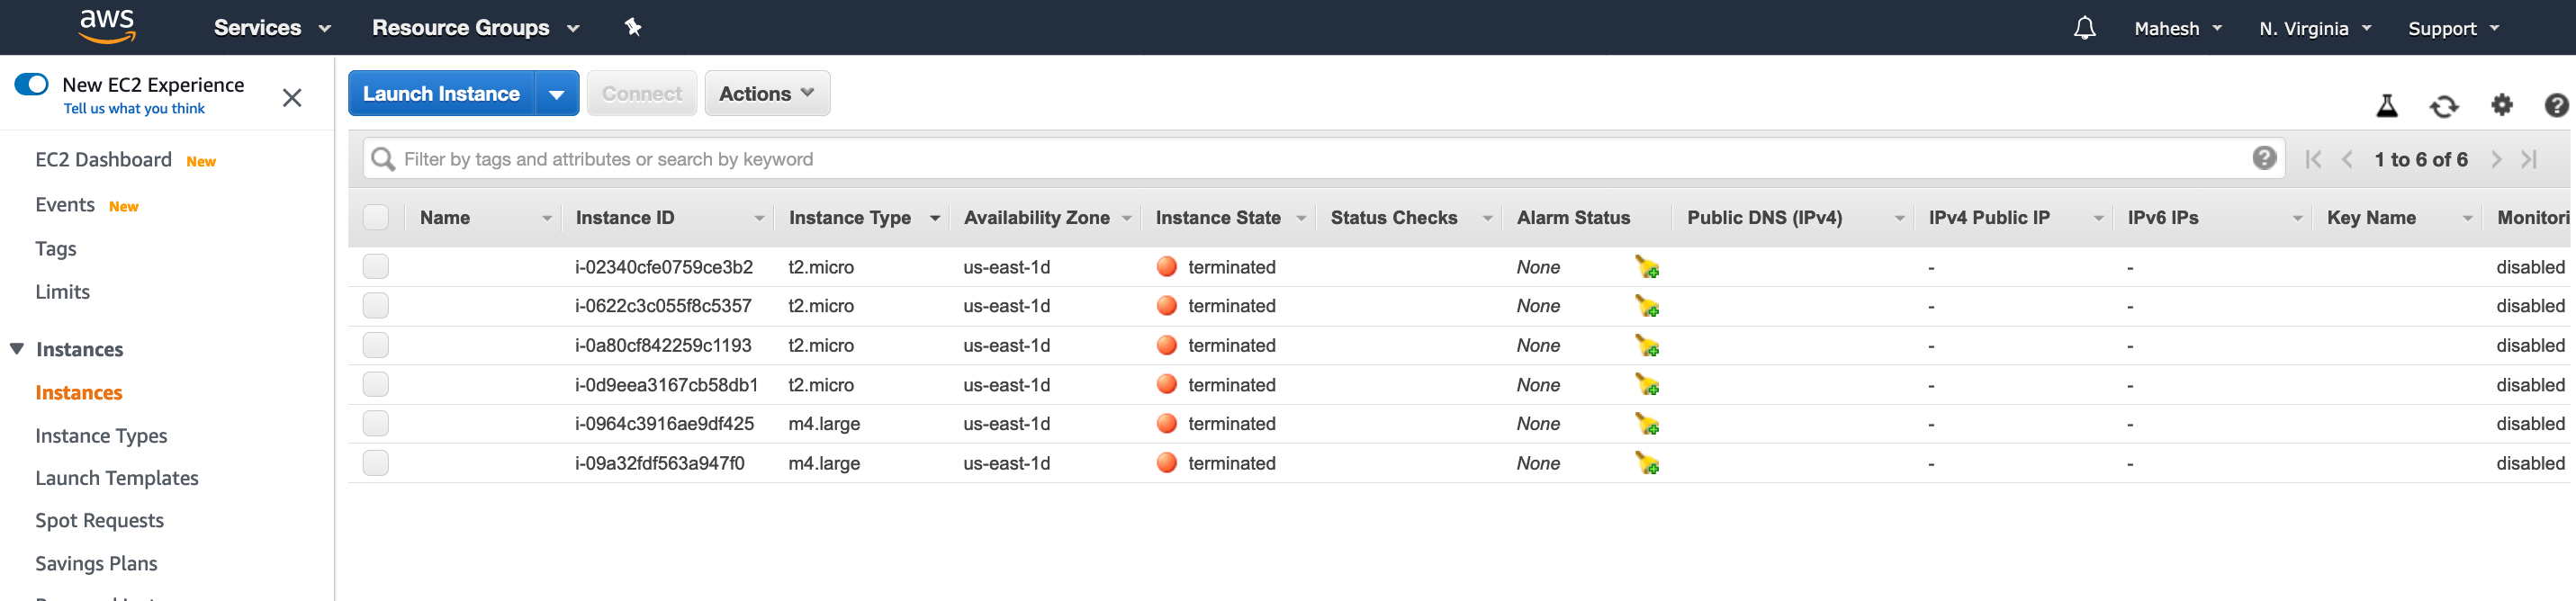 aws Services Resource Groups Mahesh N. Virginia Support
New EC2 Experience
Tell us what you think
EC2 Dashboard New
Events New
Tags
Limits
Instances
Instances
Instance Types
Launch Templates
Spot Requests
Savings Plans
Launch Instance Connect Actions
Filter by tags and attributes or search by keyword 1 to 6 of 6
Name Instance ID Instance Type Availability Zone Instance State Status Checks Alarm Status Public DNS (IPv4) IPv4 Public IP IPv6 IPs Key Name Monitori
i-02340cfe0759ce3b2 t2.micro us-east-1d terminated None - - disabled
i-0622c3c055f8c5357 t2.micro us-east-1d terminated None - - disabled
i-0a80cf842259c1193 t2.micro us-east-1d terminated None - - disabled
i-0d9eea3167cb58db1 t2.micro us-east-1d terminated None - - disabled
i-0964c3916ae9df425 m4.large us-east-1d terminated None - - disabled
i-09a32fdf563a947f0 m4.large us-east-1d terminated None - - disabled